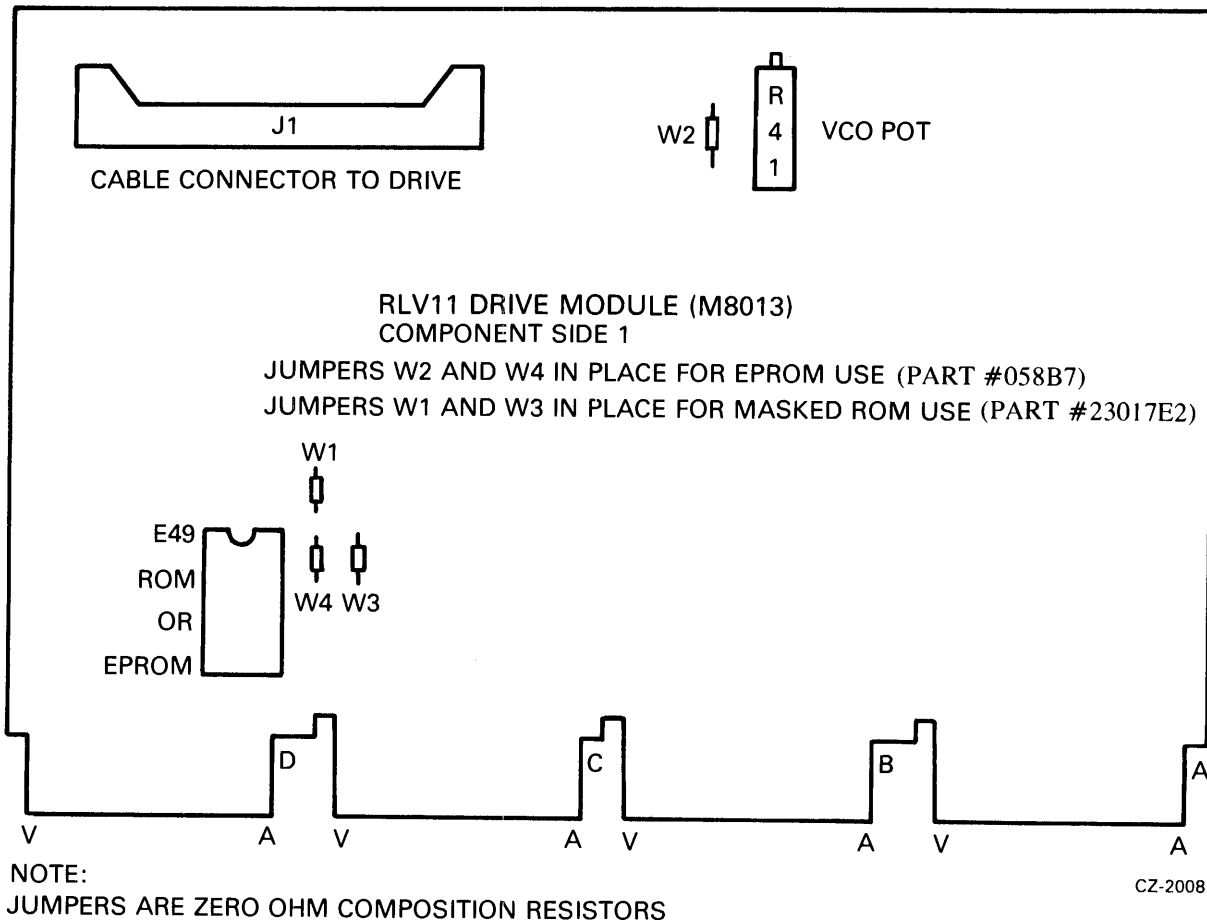 J1
CABLE CONNECTOR TO DRIVE
W2
R
4
1
VCO POT
RLV11 DRIVE MODULE (M8013)
COMPONENT SIDE 1
JUMPERS W2 AND W4 IN PLACE FOR EPROM USE (PART #058B7)
JUMPERS W1 AND W3 IN PLACE FOR MASKED ROM USE (PART #23017E2)
W1
E49
ROM
OR
EPROM
W4 W3
D C B A
V A V A V A V A
NOTE:
JUMPERS ARE ZERO OHM COMPOSITION RESISTORS
CZ-2008